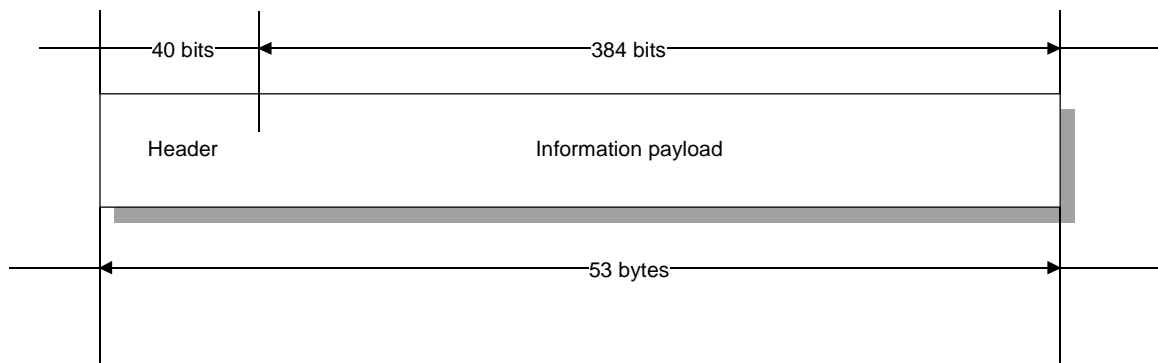 40 bits
384 bits
Header
Information payload
53 bytes